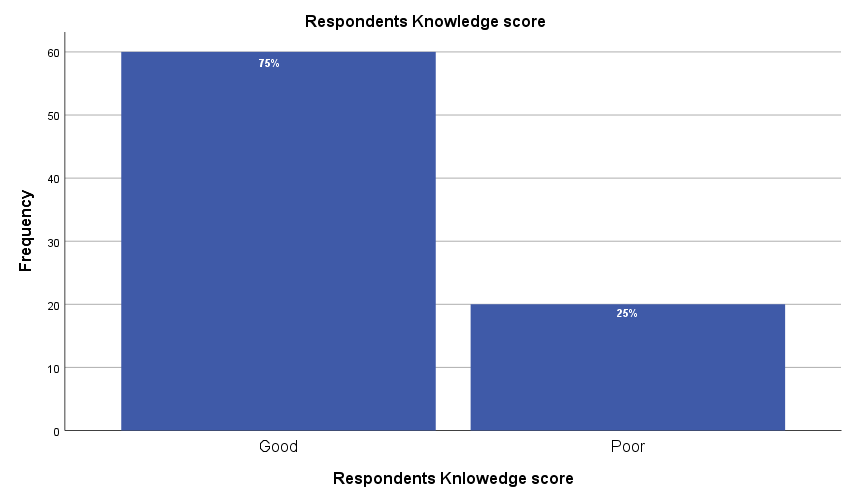 Respondents Knowledge score
60
75%
50
40
Frequency
30
20
25%
10
0
Good
Poor
Respondents Knlowedge score